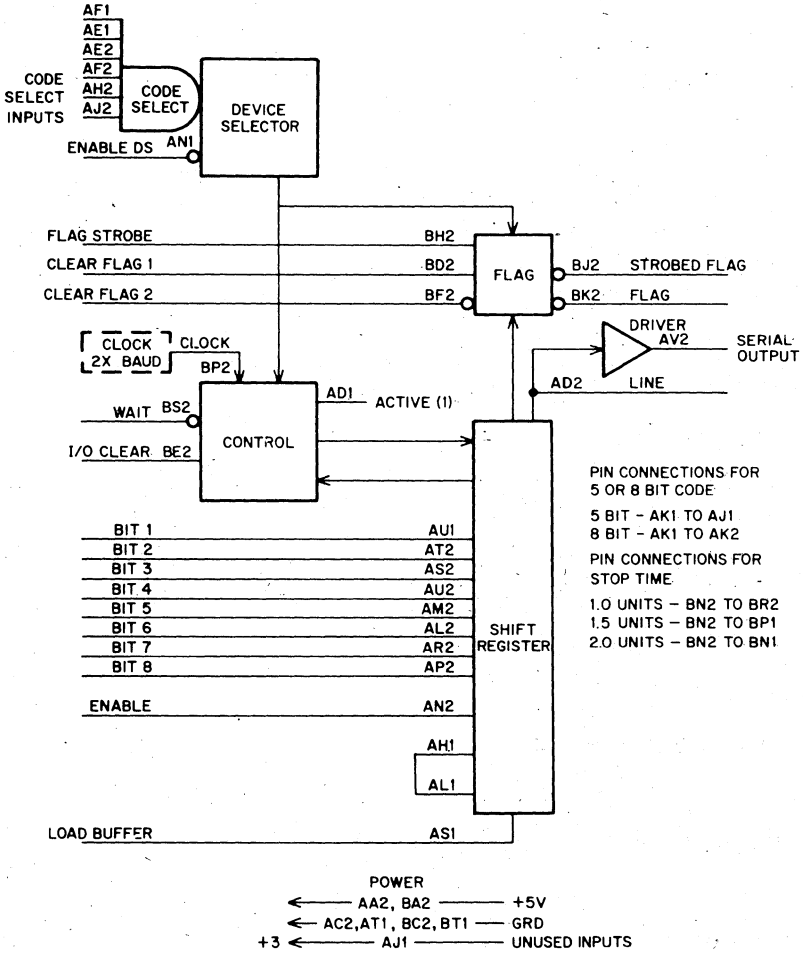 AF1
AE1
AE2
AF2
AH2
AJ2
CODE
SELECT
INPUTS
CODE
SELECT
DEVICE
SELECTOR
ENABLE DS AN1
FLAG STROBE BH2
CLEAR FLAG 1 BD2
CLEAR FLAG 2 BF2
FLAG
BJ2 STROBED FLAG
BK2 FLAG
CLOCK
2X BAUD
CLOCK
BP2
DRIVER
AV2
SERIAL
OUTPUT
AD2 LINE
AD1 ACTIVE (1)
WAIT BS2
I/O CLEAR BE2
CONTROL
BIT 1 AU1
BIT 2 AT2
BIT 3 AS2
BIT 4 AU2
BIT 5 AM2
BIT 6 AL2
BIT 7 AR2
BIT 8 AP2
ENABLE AN2
AH1
AL1
LOAD BUFFER AS1
SHIFT
REGISTER
PIN CONNECTIONS FOR
5 OR 8 BIT CODE
5 BIT - AK1 TO AJ1
8 BIT - AK1 TO AK2
PIN CONNECTIONS FOR
STOP TIME
1.0 UNITS - BN2 TO BR2
1.5 UNITS - BN2 TO BP1
2.0 UNITS - BN2 TO BN1
POWER
AA2, BA2 +5V
AC2,AT1, BC2, BT1 GRD
+3 AJ1 UNUSED INPUTS